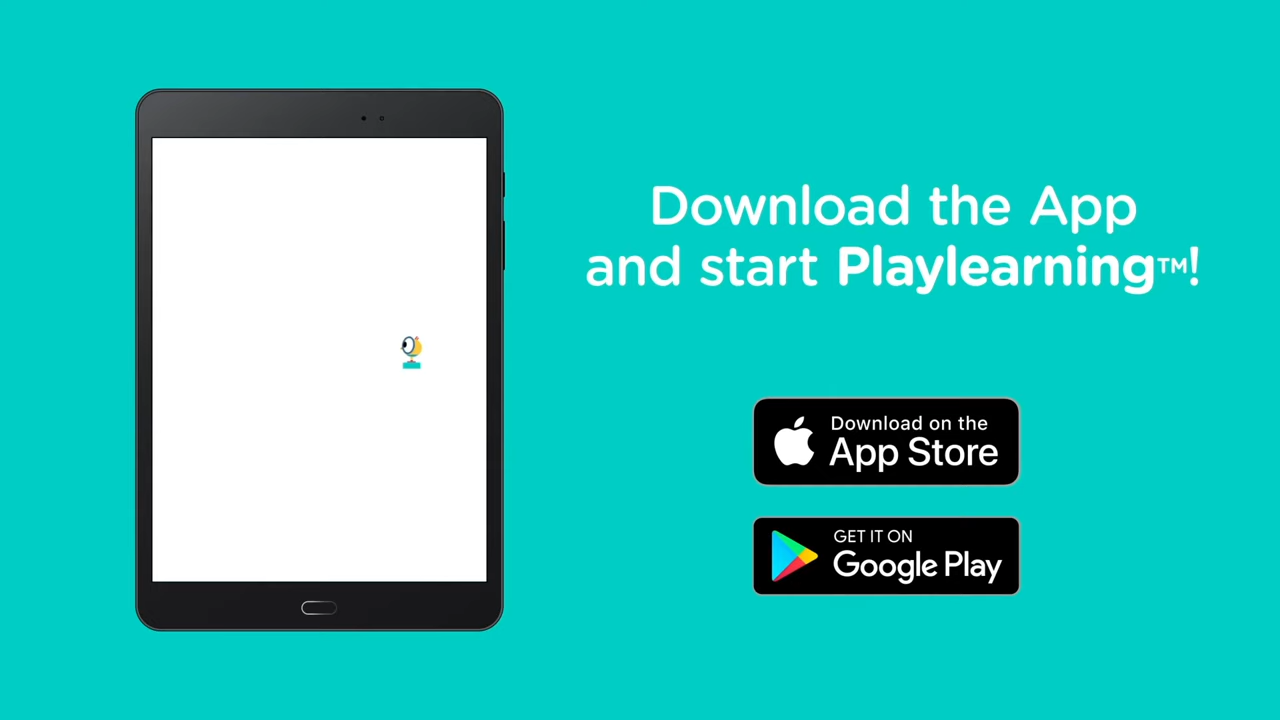 Download the App
and start Playlearning™!
Download on the
App Store
GET IT ON
Google Play